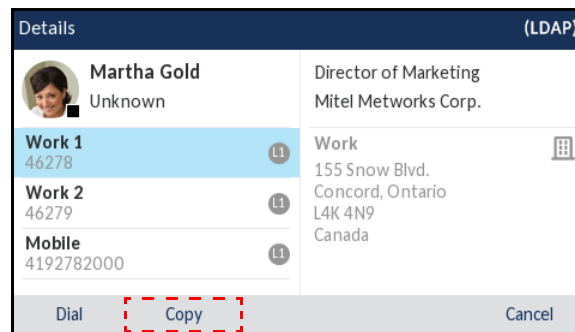 Details (LDAP)
Martha Gold
Unknown
Work 1
46278
L1
Work 2
46279
L1
Mobile
4192782000
L1
Director of Marketing
Mitel Metworks Corp.
Work
155 Snow Blvd.
Concord, Ontario
L4K 4N9
Canada
Dial Copy Cancel